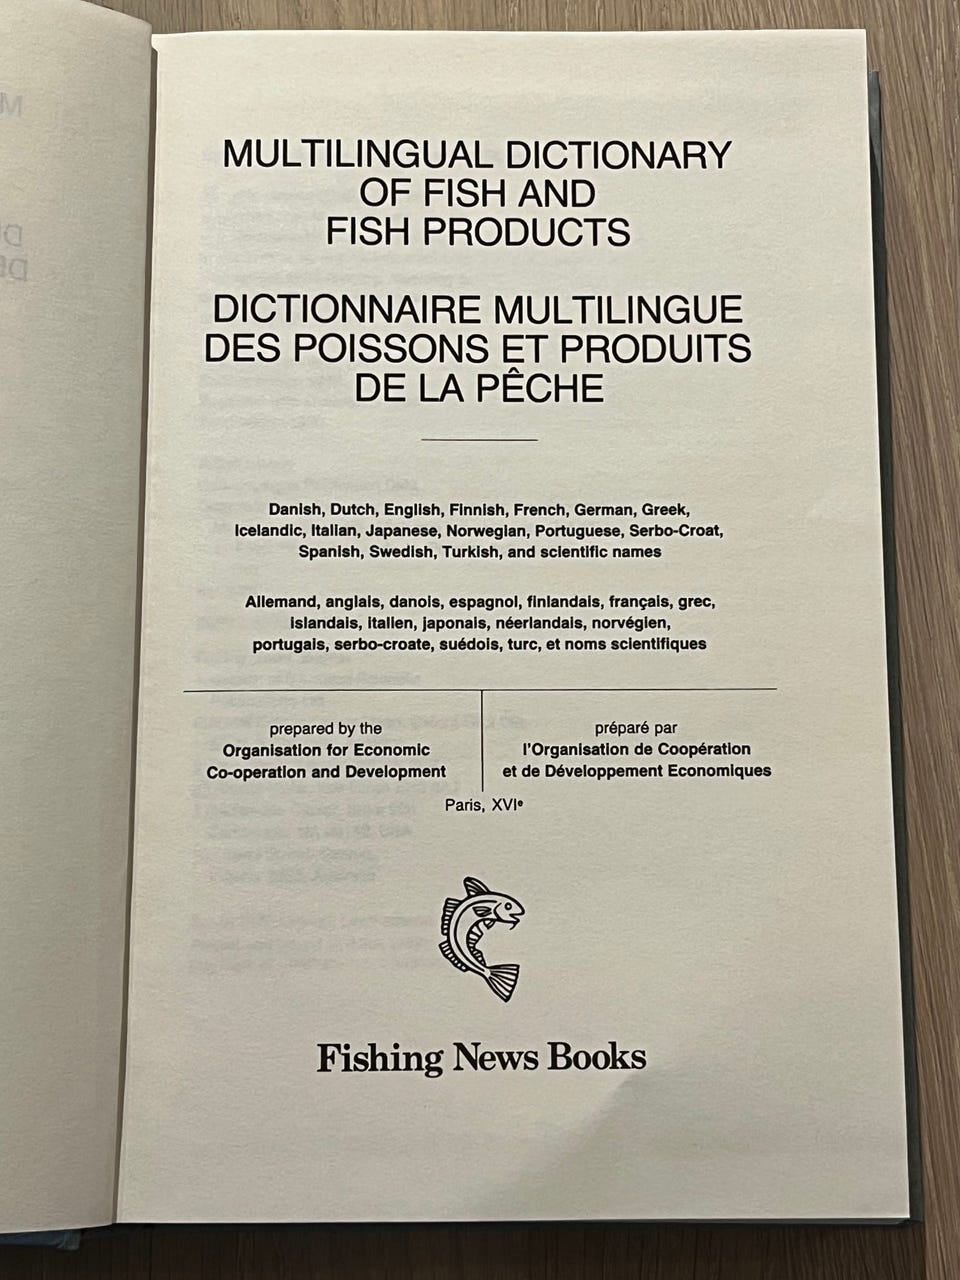 MULTILINGUAL DICTIONARY
OF FISH AND
FISH PRODUCTS
DICTIONNAIRE MULTILINGUE
DES POISSONS ET PRODUITS
DE LA PÊCHE
Danish, Dutch, English, Finnish, French, German, Greek,
Icelandic, Italian, Japanese, Norwegian, Portuguese, Serbo-Croat,
Spanish, Swedish, Turkish, and scientific names
Allemand, anglais, danois, espagnol, finlandais, français, grec,
islandais, italien, japonais, néerlandais, norvégien,
portugais, serbo-croate, suédois, turc, et noms scientifiques
prepared by the
Organisation for Economic
Co-operation and Development
préparé par
l'Organisation de Coopération
et de Développement Economiques
Paris, XVIe
Fishing News Books